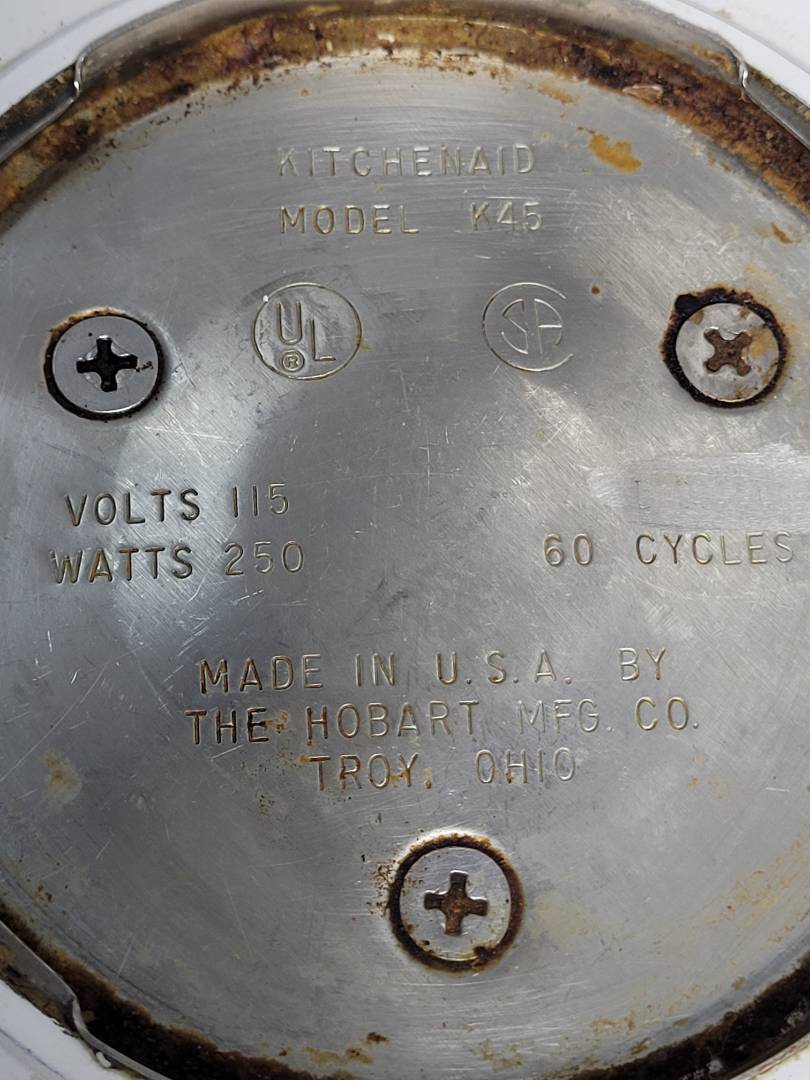 KITCHENAID
MODEL K45
UL ® SA
VOLTS 115
WATTS 250 60 CYCLES
MADE IN U.S.A. BY
THE HOBART MFG. CO.
TROY, OHIO